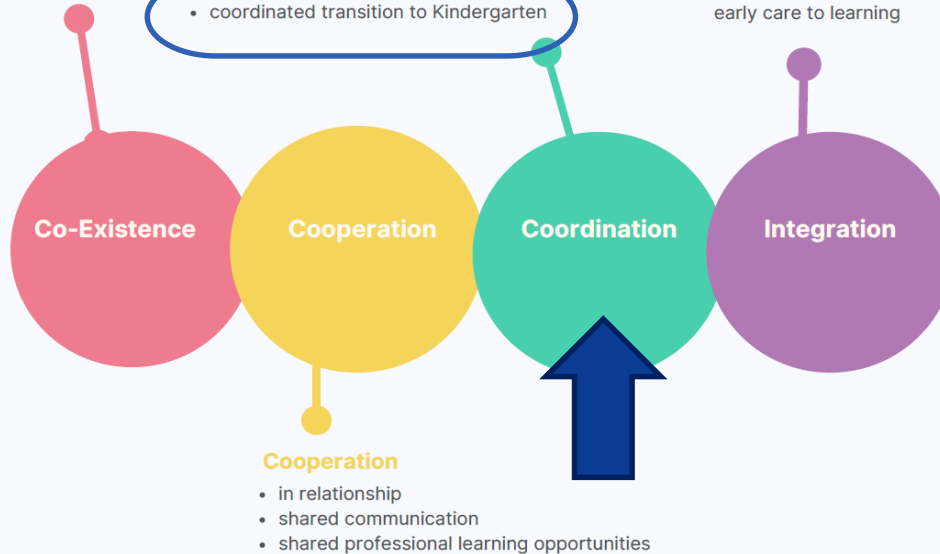 • coordinated transition to Kindergarten
early care to learning
Co-Existence
Cooperation
Coordination
Integration
Cooperation
• in relationship
• shared communication
• shared professional learning opportunities